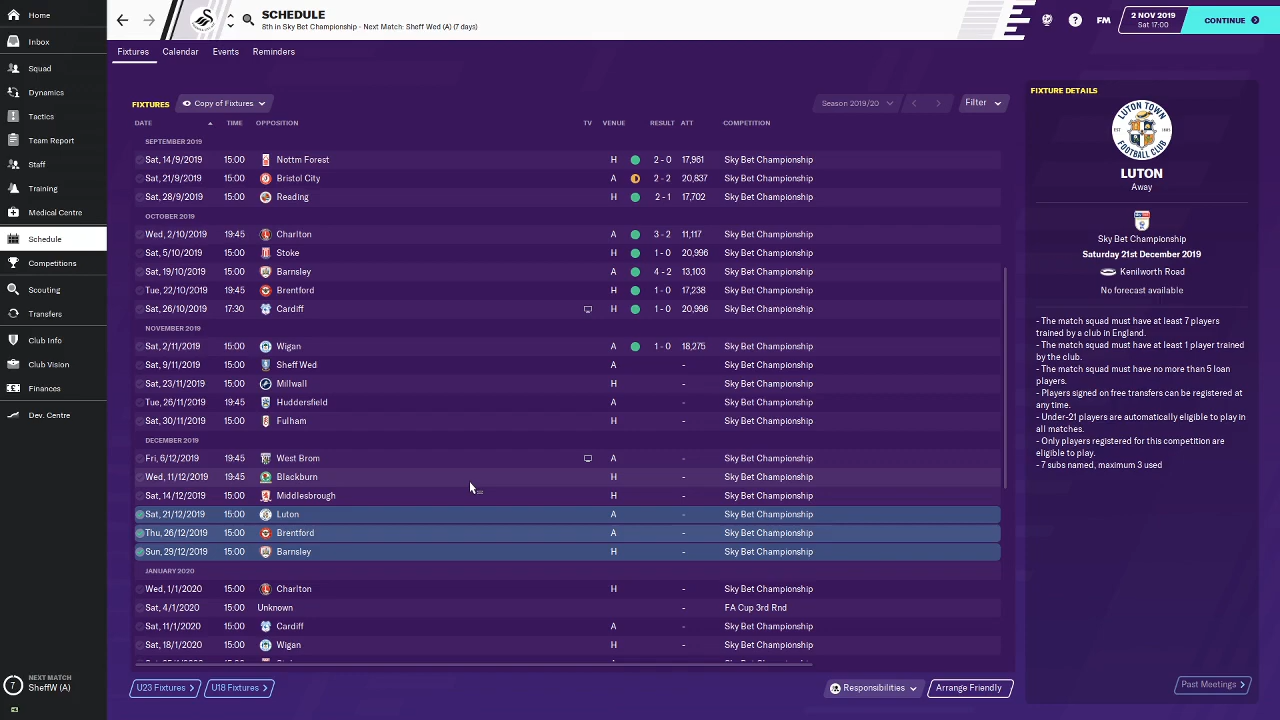 SCHEDULE
8th in Sky Bet Championship - Next Match: Sheff Wed (A) (7 days)
?
FM
2 NOV 2019
Sat 17:00
CONTINUE
Home
Inbox
Squad
Dynamics
Tactics
Team Report
Staff
Training
Medical Centre
Schedule
Competitions
Scouting
Transfers
Club Info
Club Vision
Finances
Dev. Centre
7
NEXT MATCH
SheffW (A)
Fixtures Calendar Events Reminders
FIXTURES Copy of Fixtures Season 2019/20 Filter
DATE TIME OPPOSITION TV VENUE RESULT ATT COMPETITION
SEPTEMBER 2019
Sat, 14/9/2019 15:00 Nottm Forest H 2 - 0 17,961 Sky Bet Championship
Sat, 21/9/2019 15:00 Bristol City A 2 - 2 20,837 Sky Bet Championship
Sat, 28/9/2019 15:00 Reading H 2 - 1 17,702 Sky Bet Championship
OCTOBER 2019
Wed, 2/10/2019 19:45 Charlton A 3 - 2 11,117 Sky Bet Championship
Sat, 5/10/2019 15:00 Stoke H 1 - 0 20,996 Sky Bet Championship
Sat, 19/10/2019 15:00 Barnsley A 4 - 2 13,103 Sky Bet Championship
Tue, 22/10/2019 19:45 Brentford H 1 - 0 17,238 Sky Bet Championship
Sat, 26/10/2019 17:30 Cardiff H 1 - 0 20,996 Sky Bet Championship
NOVEMBER 2019
Sat, 2/11/2019 15:00 Wigan A 1 - 0 18,275 Sky Bet Championship
Sat, 9/11/2019 15:00 Sheff Wed A - Sky Bet Championship
Sat, 23/11/2019 15:00 Millwall H - Sky Bet Championship
Tue, 26/11/2019 19:45 Huddersfield A - Sky Bet Championship
Sat, 30/11/2019 15:00 Fulham H - Sky Bet Championship
DECEMBER 2019
Fri, 6/12/2019 19:45 West Brom A - Sky Bet Championship
Wed, 11/12/2019 19:45 Blackburn H - Sky Bet Championship
Sat, 14/12/2019 15:00 Middlesbrough H - Sky Bet Championship
Sat, 21/12/2019 15:00 Luton A - Sky Bet Championship
Thu, 26/12/2019 15:00 Brentford A - Sky Bet Championship
Sun, 29/12/2019 15:00 Barnsley H - Sky Bet Championship
JANUARY 2020
Wed, 1/1/2020 15:00 Charlton H - Sky Bet Championship
Sat, 4/1/2020 15:00 Unknown - FA Cup 3rd Rnd
Sat, 11/1/2020 15:00 Cardiff A - Sky Bet Championship
Sat, 18/1/2020 15:00 Wigan H - Sky Bet Championship
U23 Fixtures U18 Fixtures Responsibilities Arrange Friendly
FIXTURE DETAILS
LUTON TOWN
EST 1885
FOOTBALL CLUB
LUTON
Away
Sky Bet Championship
Saturday 21st December 2019
Kenilworth Road
No forecast available
- The match squad must have at least 7 players
trained by a club in England.
- The match squad must have at least 1 player trained
by the club.
- The match squad must have no more than 5 loan
players.
- Players signed on free transfers can be registered at
any time.
- Under-21 players are automatically eligible to play in
all matches.
- Only players registered for this competition are
eligible to play.
- 7 subs named, maximum 3 used
Past Meetings